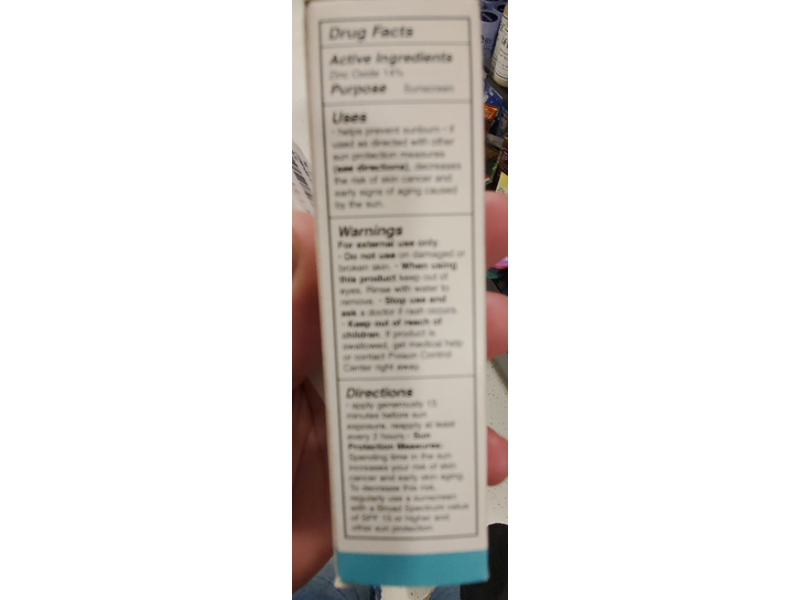 Drug Facts
Active Ingredients
Zinc Oxide 14%
Purpose Sunscreen
Uses
• helps prevent sunburn • if
used as directed with other
sun protection measures
(see directions), decreases
the risk of skin cancer and
early signs of aging caused
by the sun.
Warnings
For external use only
• Do not use on damaged or
broken skin. • When using
this product keep out of
eyes. Rinse with water to
remove. • Stop use and
ask a doctor if rash occurs.
• Keep out of reach of
children. If product is
swallowed, get medical help
or contact Poison Control
Center right away.
Directions
• apply generously 15
minutes before sun
exposure, reapply at least
every 2 hours • Sun
Protection Measures.
Spending time in the sun
increases your risk of skin
cancer and early skin aging.
To decrease this risk,
regularly use a sunscreen
with a Broad Spectrum value
of SPF 15 or higher and
other sun protection